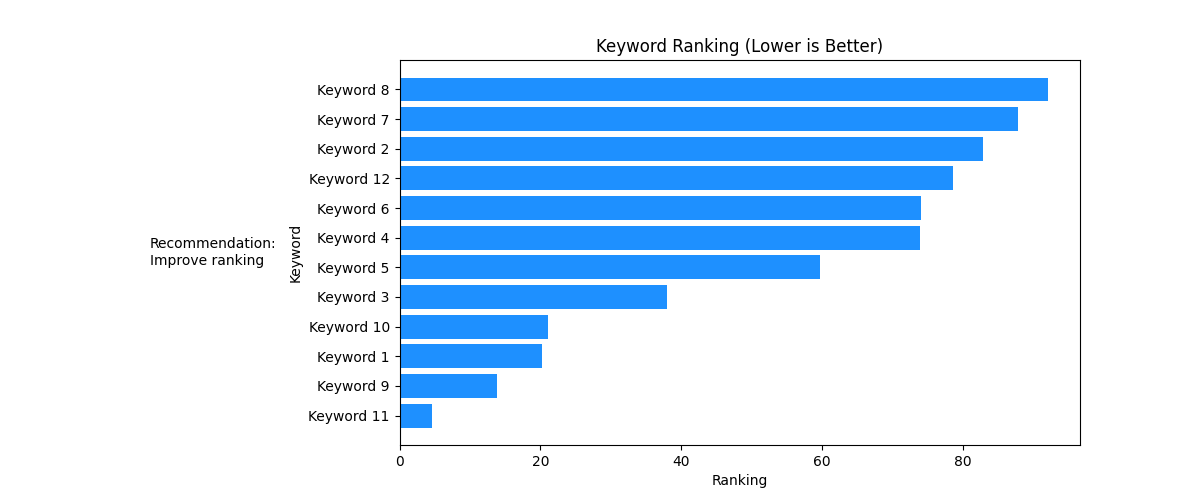 Keyword Ranking (Lower is Better)
Keyword 8
Keyword 7
Keyword 2
Keyword 12
Keyword 6
Keyword 4
Keyword 5
Keyword 3
Keyword 10
Keyword 1
Keyword 9
Keyword 11
Keyword
Recommendation:
Improve ranking
0 20 40 60 80
Ranking